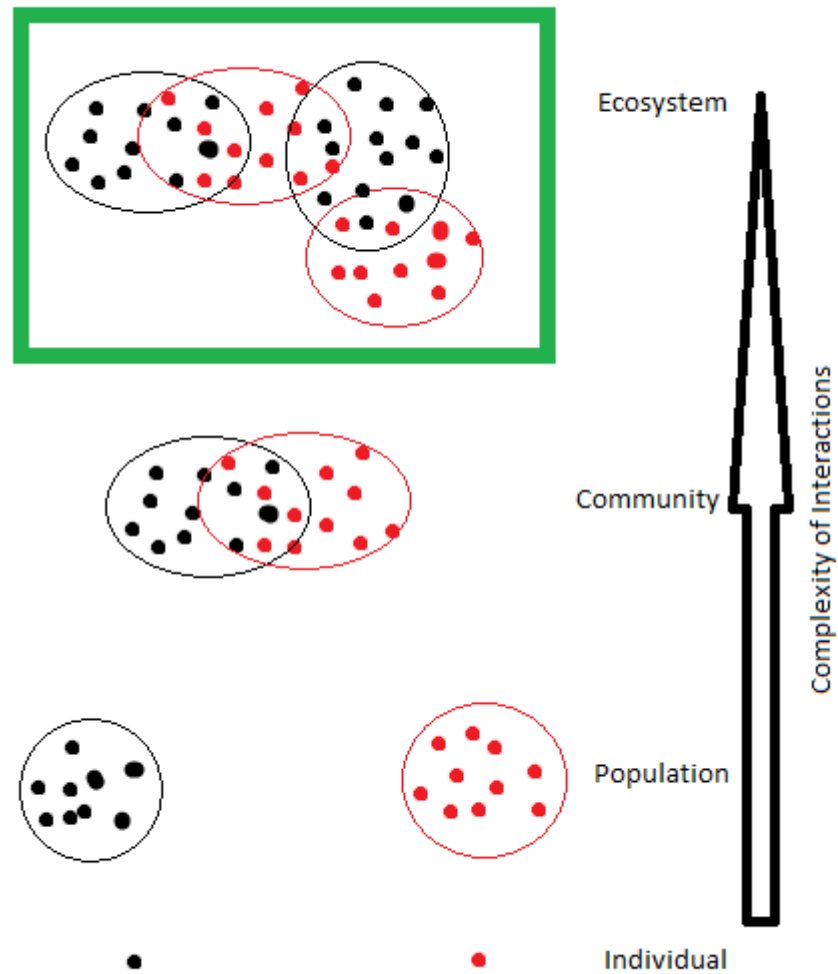 Ecosystem
Community
Complexity of Interactions
Population
Individual